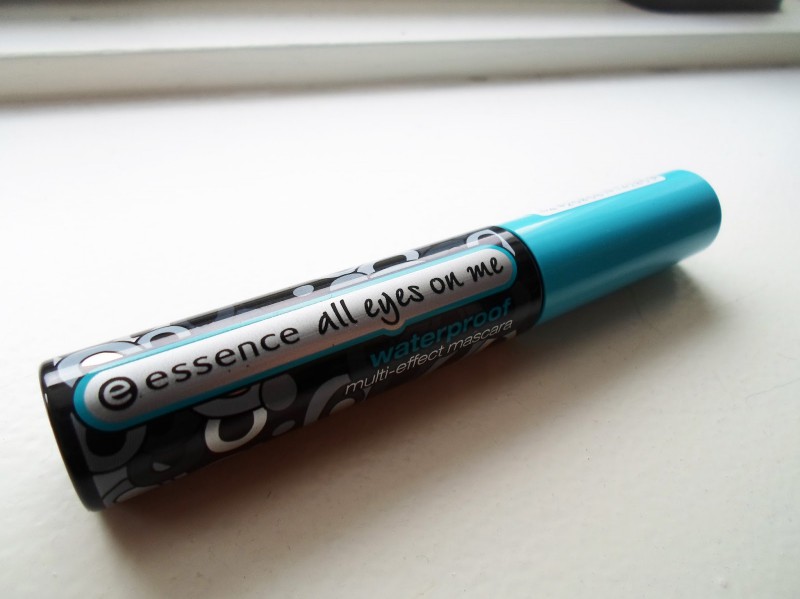 e essence all eyes on me
waterproof
multi-effect mascara